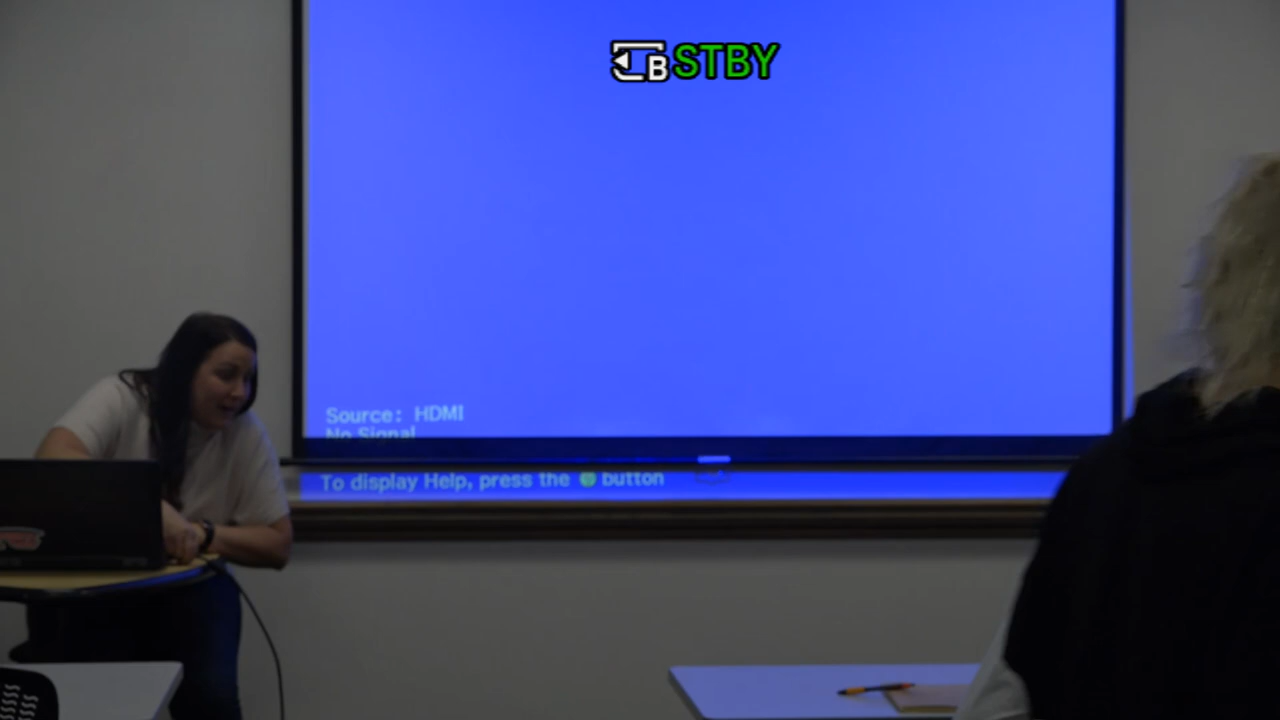 B STBY
Source: HDMI
No Signal
To display Help, press the button